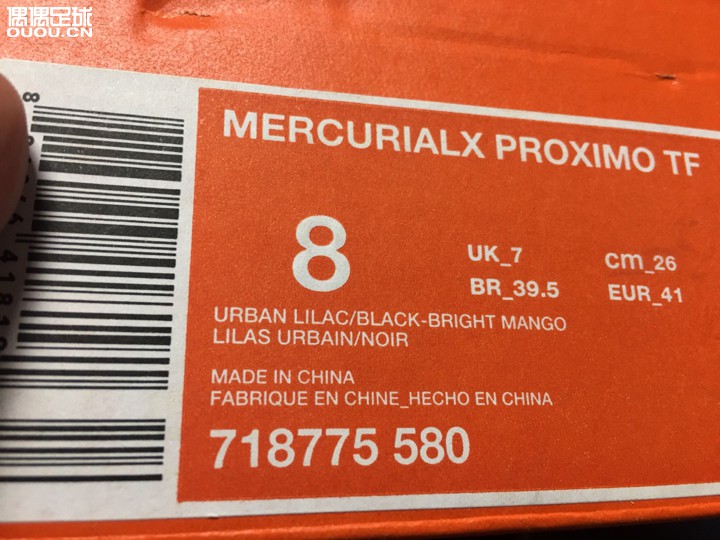 偶偶足球
OUOU.CN
MERCURIALX PROXIMO TF
8
UK_7
cm_26
BR_39.5
EUR_41
URBAN LILAC/BLACK-BRIGHT MANGO
LILAS URBAIN/NOIR
MADE IN CHINA
FABRIQUE EN CHINE_HECHO EN CHINA
718775 580
8